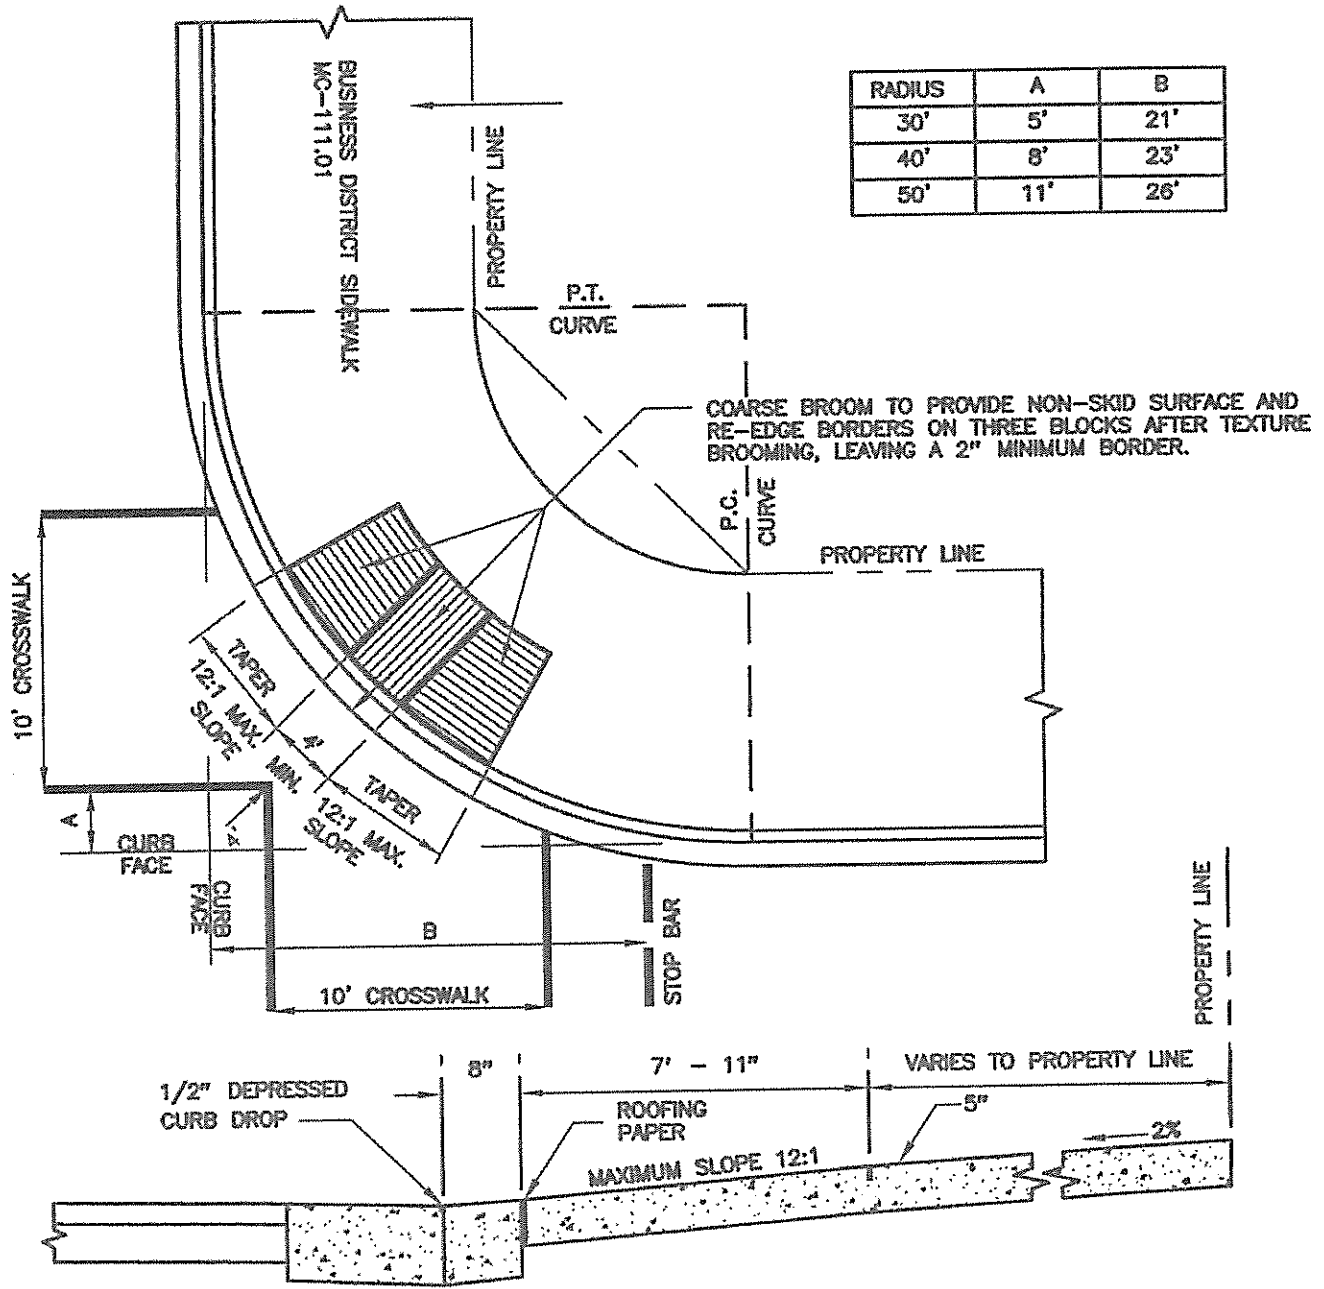 RADIUS A B
30' 5' 21'
40' 8' 23'
50' 11' 26'
BUSINESS DISTRICT SIDEWALK
MC-111.01
PROPERTY LINE
P.T.
CURVE
COARSE BROOM TO PROVIDE NON-SKID SURFACE AND
RE-EDGE BORDERS ON THREE BLOCKS AFTER TEXTURE
BROOMING, LEAVING A 2" MINIMUM BORDER.
P.C.
CURVE
PROPERTY LINE
10' CROSSWALK
TAPER
12:1 MAX.
SLOPE
4'
MIN.
TAPER
12:1 MAX.
SLOPE
A
4'
CURB
FACE
CURB
FACE
B
STOP BAR
10' CROSSWALK
PROPERTY LINE
1/2" DEPRESSED
CURB DROP
8"
7' - 11"
VARIES TO PROPERTY LINE
ROOFING
PAPER
5"
2%
MAXIMUM SLOPE 12:1